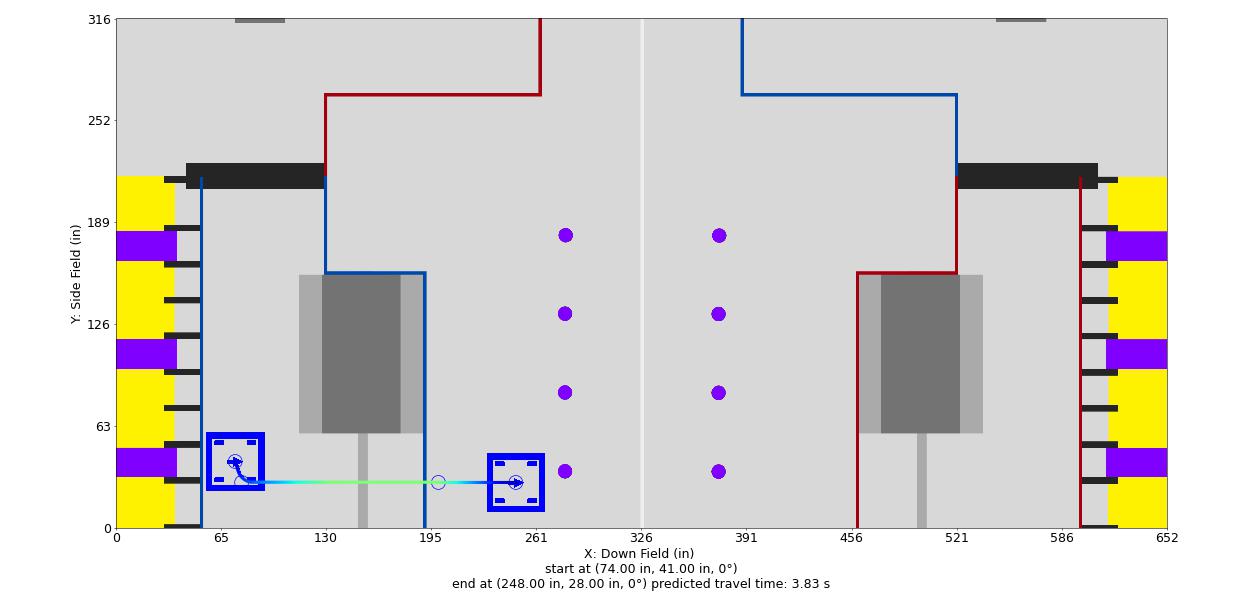 316
252
189
126
63
0
Y: Side Field (in)
0 65 130 195 261 326 391 456 521 586 652
X: Down Field (in)
start at (74.00 in, 41.00 in, 0°)
end at (248.00 in, 28.00 in, 0°) predicted travel time: 3.83 s